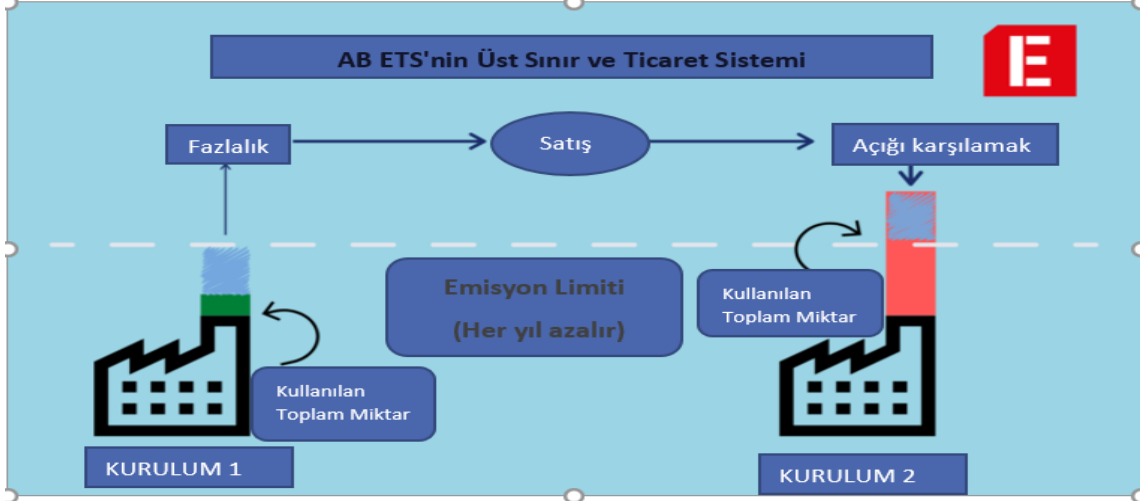 AB ETS'nin Üst Sınır ve Ticaret Sistemi
E
Fazlalık
Satış
Açığı karşılamak
Emisyon Limiti
(Her yıl azalır)
Kullanılan
Toplam Miktar
Kullanılan
Toplam Miktar
KURULUM 1
KURULUM 2